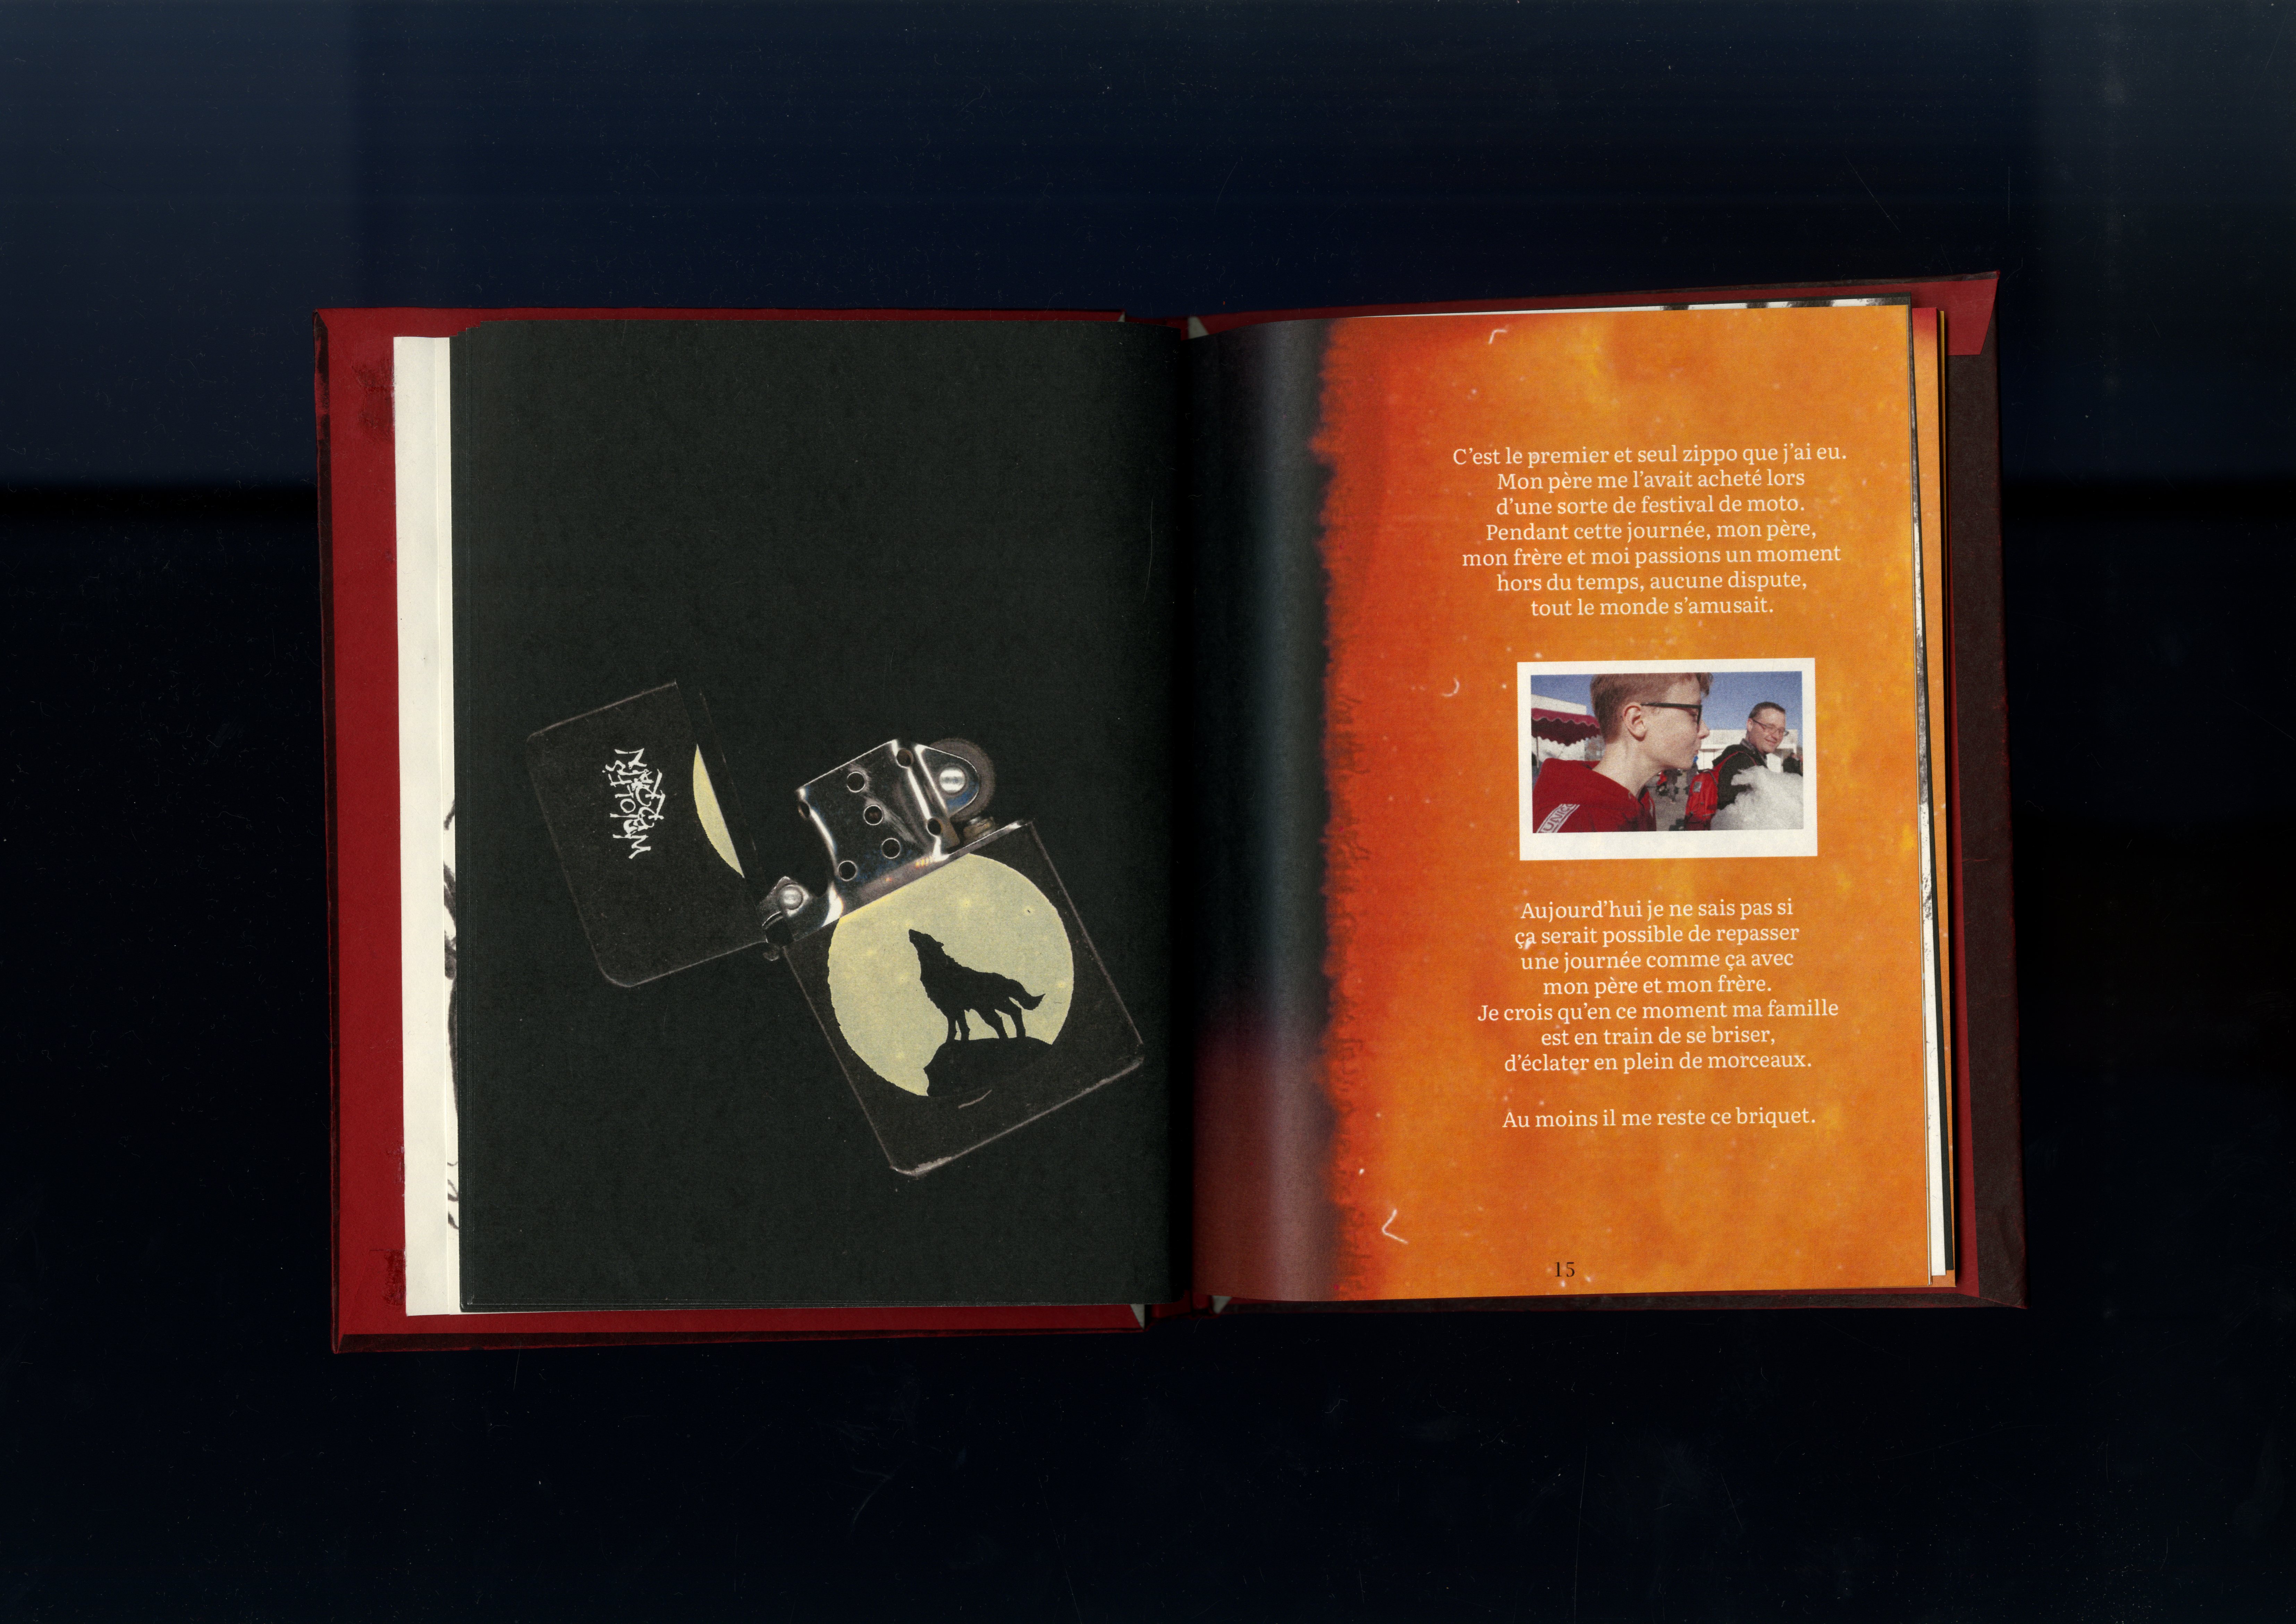 C'est le premier et seul zippo que j'ai eu.
Mon père me l'avait acheté lors
d'une sorte de festival de moto.
Pendant cette journée, mon père,
mon frère et moi passions un moment
hors du temps, aucune dispute,
tout le monde s'amusait.
Aujourd'hui je ne sais pas si
ça serait possible de repasser
une journée comme ça avec
mon père et mon frère.
Je crois qu'en ce moment ma famille
est en train de se briser,
d'éclater en plein de morceaux.
Au moins il me reste ce briquet.
15